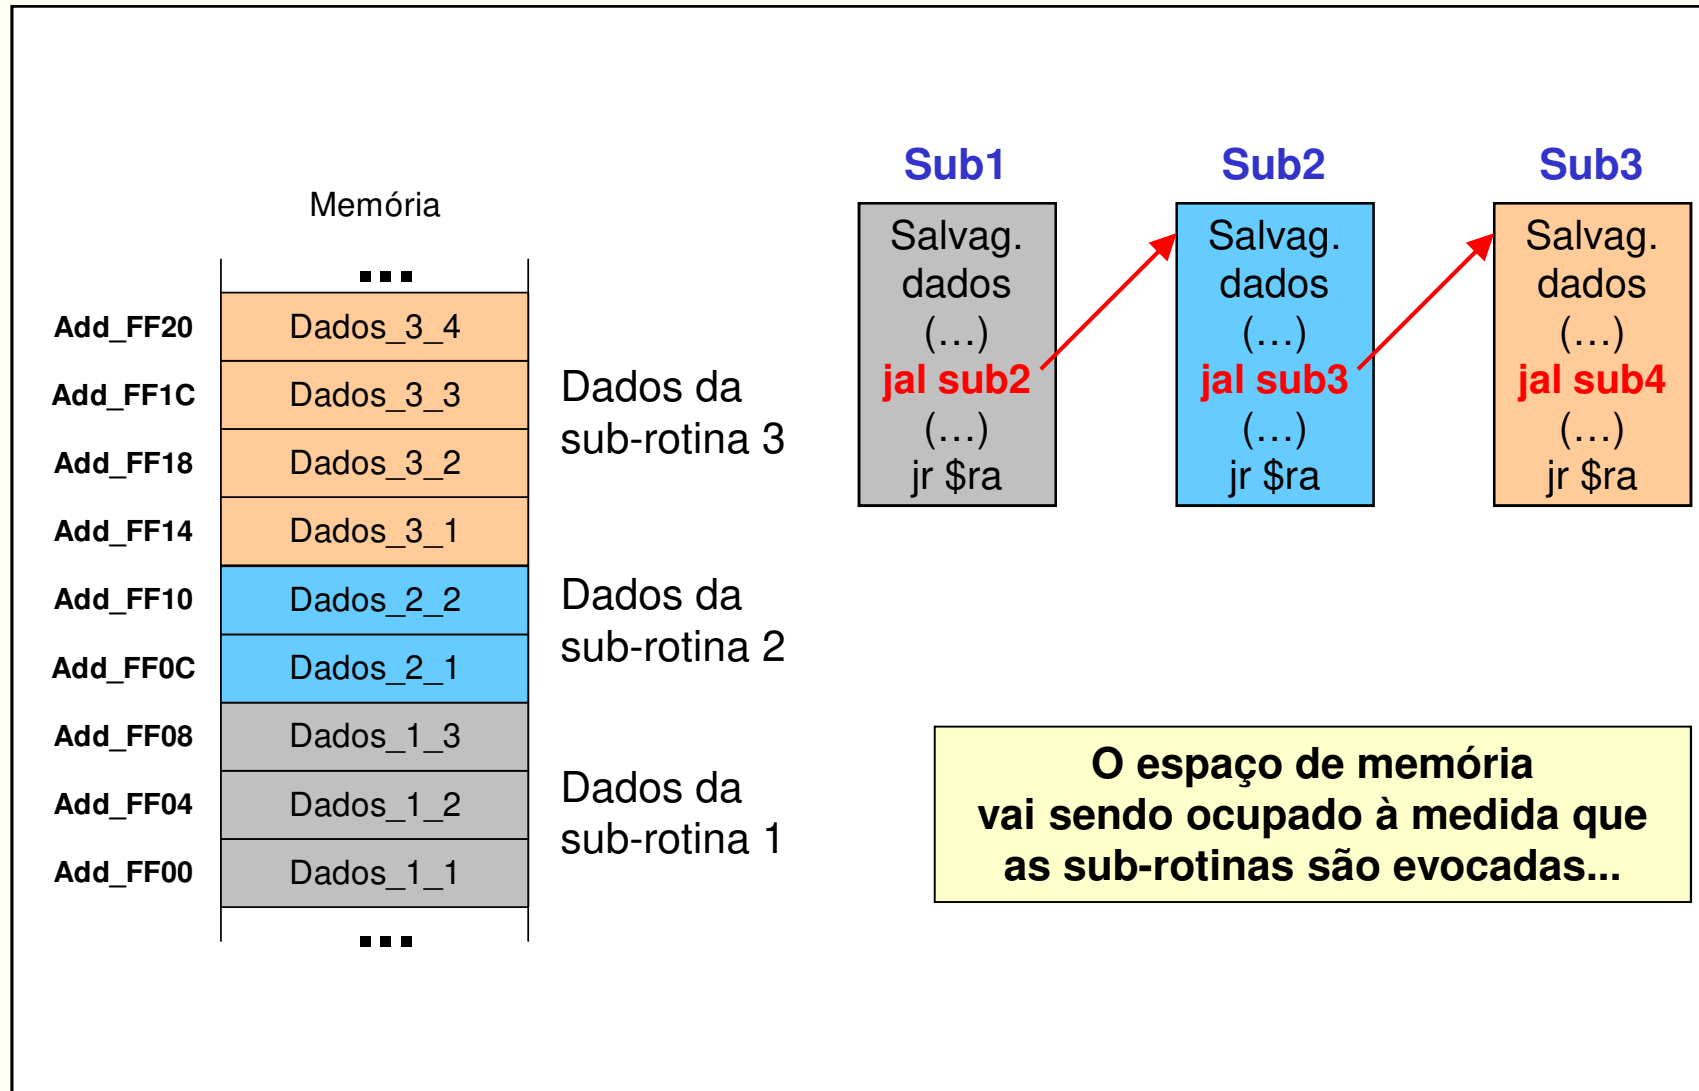 Memória
...
Add_FF20 Dados_3_4
Add_FF1C Dados_3_3
Add_FF18 Dados_3_2
Add_FF14 Dados_3_1
Add_FF10 Dados_2_2
Add_FF0C Dados_2_1
Add_FF08 Dados_1_3
Add_FF04 Dados_1_2
Add_FF00 Dados_1_1
...
Dados da
sub-rotina 3
Dados da
sub-rotina 2
Dados da
sub-rotina 1
Sub1
Salvag.
dados
(...)
jal sub2
(...)
jr $ra
Sub2
Salvag.
dados
(...)
jal sub3
(...)
jr $ra
Sub3
Salvag.
dados
(...)
jal sub4
(...)
jr $ra
O espaço de memória
vai sendo ocupado à medida que
as sub-rotinas são evocadas...